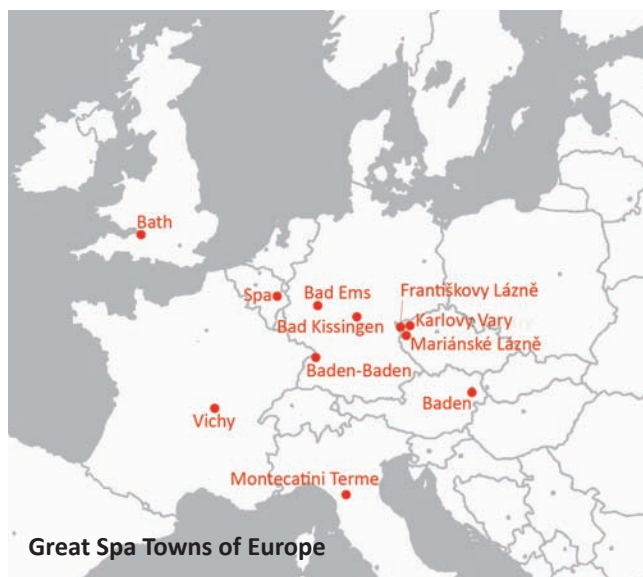 Bath
Spa
Bad Ems
Františkovy Lázně
Bad Kissingen
Karlovy Vary
Mariánské Lázně
Baden-Baden
Baden
Vichy
Montecatini Terme
Great Spa Towns of Europe